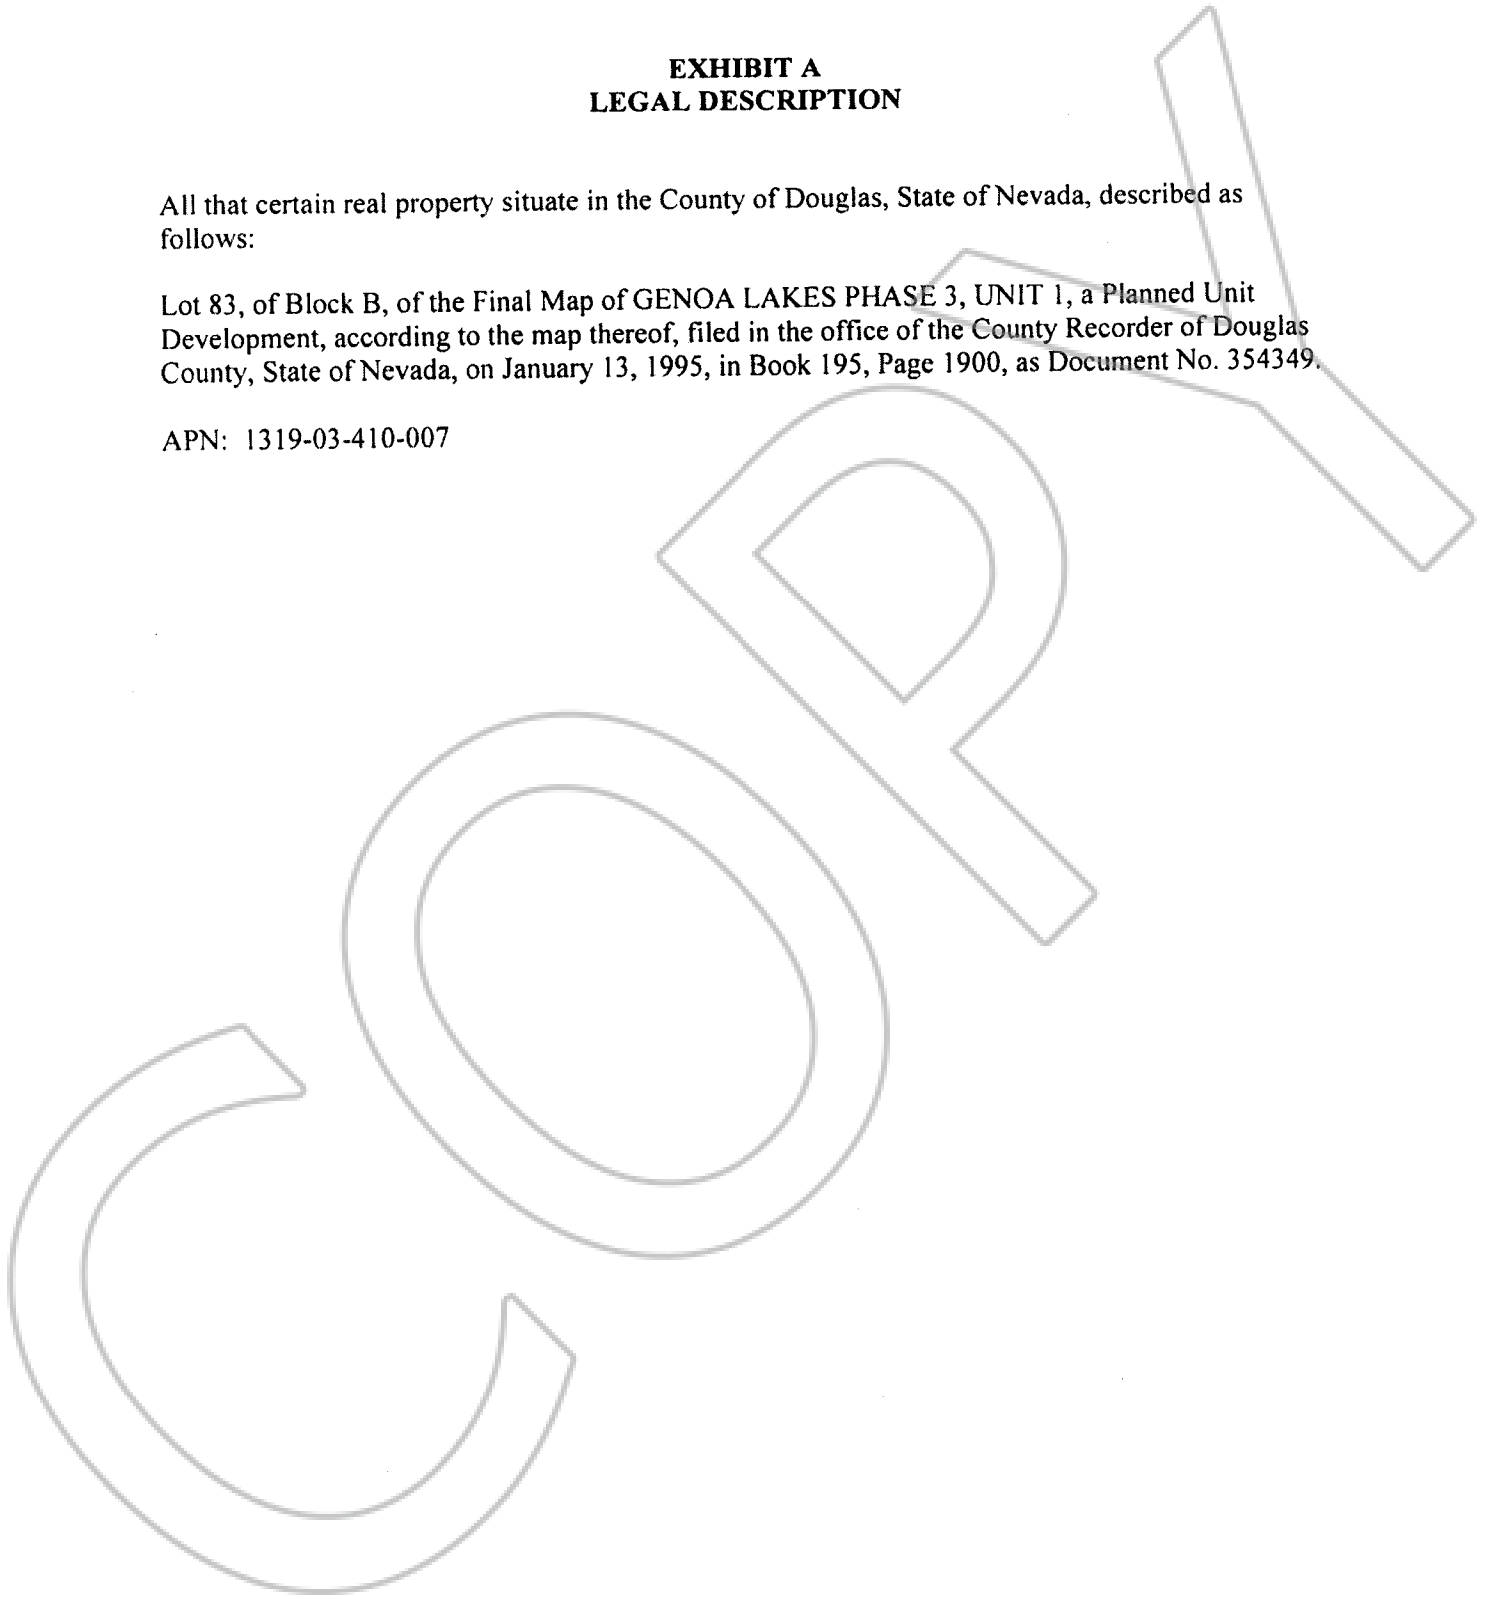 EXHIBIT A
LEGAL DESCRIPTION
All that certain real property situate in the County of Douglas, State of Nevada, described as
follows:
Lot 83, of Block B, of the Final Map of GENOA LAKES PHASE 3, UNIT 1, a Planned Unit
Development, according to the map thereof, filed in the office of the County Recorder of Douglas
County, State of Nevada, on January 13, 1995, in Book 195, Page 1900, as Document No. 354349.
APN: 1319-03-410-007
COPY